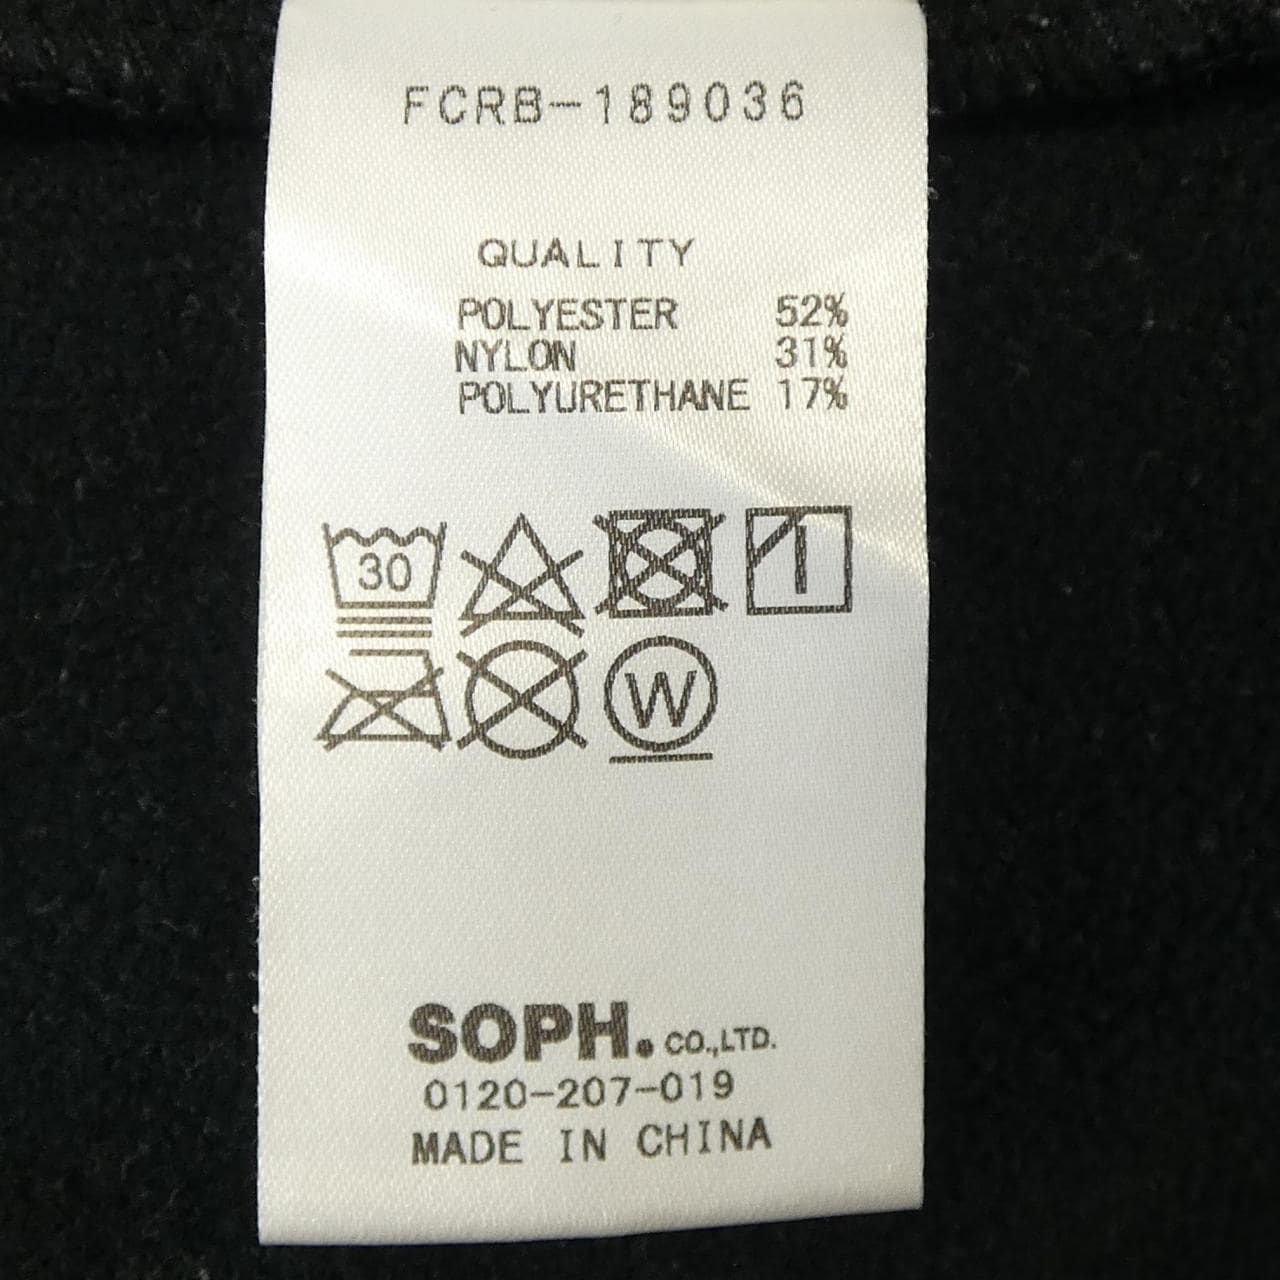 FCRB-189036
QUALITY
POLYESTER 52%
NYLON 31%
POLYURETHANE 17%
30
W
SOPH. CO.,LTD.
0120-207-019
MADE IN CHINA